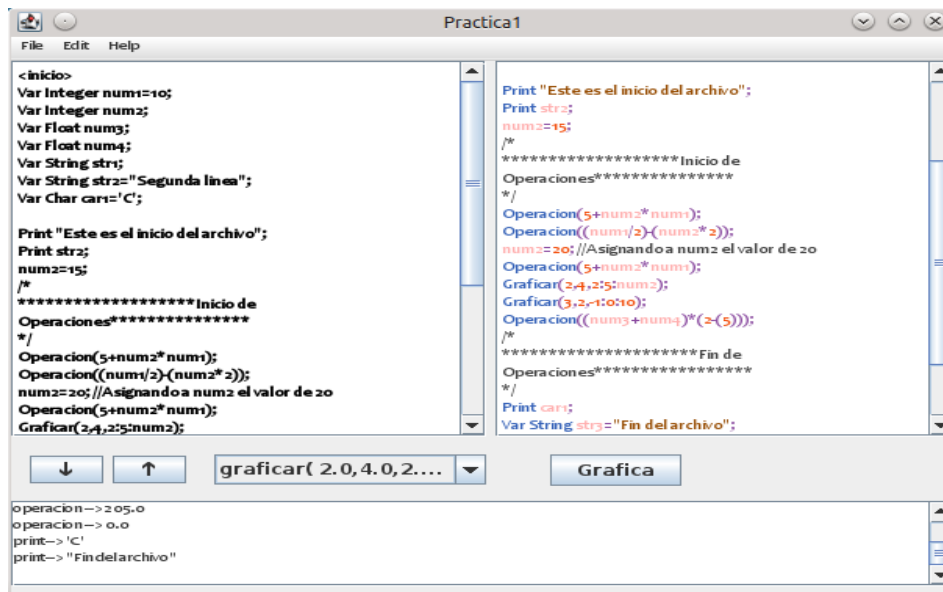 Practica1
File Edit Help
<inicio>
Var Integer num1=10;
Var Integer num2;
Var Float num3;
Var Float num4;
Var String str1;
Var String str2="Segunda linea";
Var Char car1='C';
Print "Este es el inicio del archivo";
Print str2;
num2=15;
/*
*******************Inicio de
Operaciones***************
*/
Operacion(5+num2*num1);
Operacion((num1/2)-(num2*2));
num2=20;//Asignando a num2 el valor de 20
Operacion(5+num2*num1);
Graficar(2,4,2:5:num2);
Print "Este es el inicio del archivo";
Print str2;
num2=15;
/*
*******************Inicio de
Operaciones***************
*/
Operacion(5+num2*num1);
Operacion((num1/2)-(num2*2));
num2=20;//Asignando a num2 el valor de 20
Operacion(5+num2*num1);
Graficar(2,4,2:5:num2);
Graficar(3,2,-1:0:10);
Operacion((num3+num4)*(2-(5)));
/*
*********************Fin de
Operaciones*****************
*/
Print car1;
Var String str3="Fin del archivo";
graficar( 2.0,4.0,2....
Grafica
operacion-->205.0
operacion-->0.0
print-->'C'
print-->"Fin del archivo"